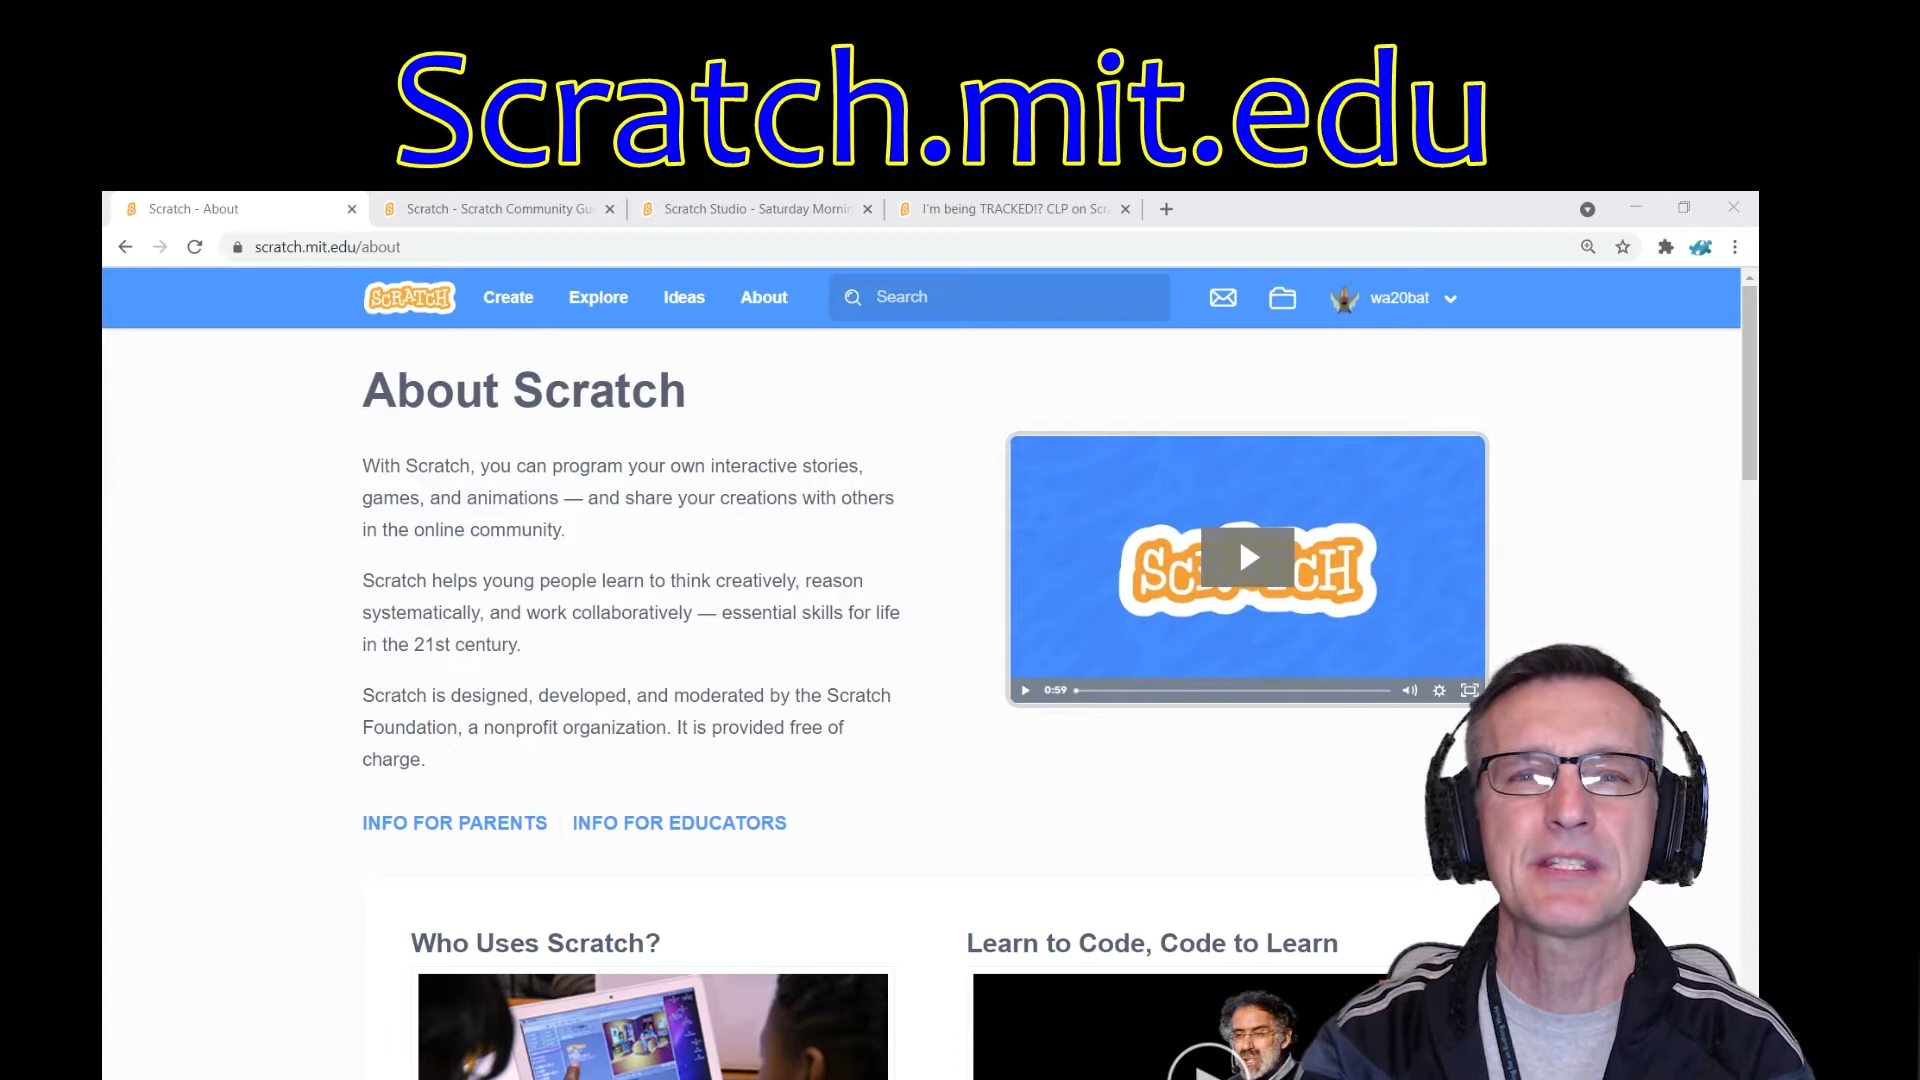 Scratch.mit.edu
Scratch - About
Scratch - Scratch Community Gu
Scratch Studio - Saturday Mornin
I'm being TRACKED!? CLP on Scr
scratch.mit.edu/about
SCRATCH
Create
Explore
Ideas
About
Search
wa20bat
About Scratch
With Scratch, you can program your own interactive stories,
games, and animations — and share your creations with others
in the online community.
Scratch helps young people learn to think creatively, reason
systematically, and work collaboratively — essential skills for life
in the 21st century.
Scratch is designed, developed, and moderated by the Scratch
Foundation, a nonprofit organization. It is provided free of
charge.
SCRATCH
0:59
INFO FOR PARENTS
INFO FOR EDUCATORS
Who Uses Scratch?
Learn to Code, Code to Learn